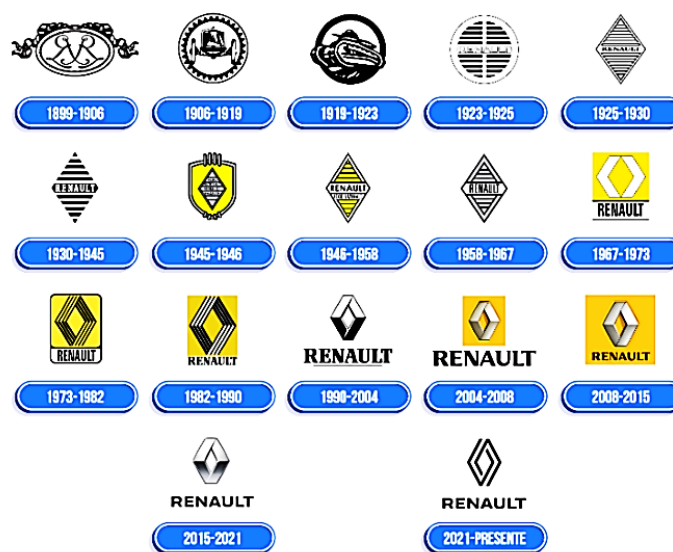 1899-1906 1906-1919 1919-1923 1923-1925 1925-1930
RENAULT RENAULT
RENAULT RENAULT RENAULT RENAULT
1930-1945 1945-1946 1946-1958 1958-1967 1967-1973
RENAULT RENAULT RENAULT RENAULT RENAULT
1973-1982 1982-1990 1990-2004 2004-2008 2008-2015
RENAULT RENAULT
2015-2021 2021-PRESENTE